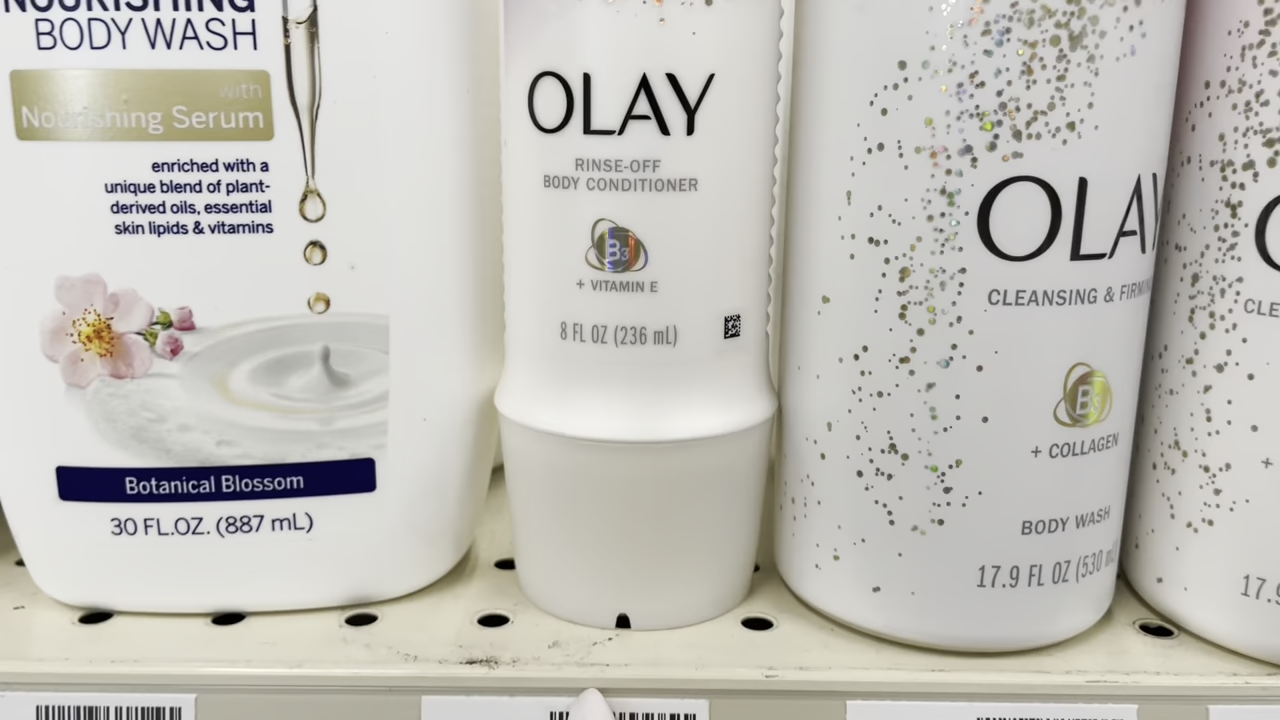 NOURISHING
BODY WASH
with
Nourishing Serum
enriched with a
unique blend of plant-
derived oils, essential
skin lipids & vitamins
Botanical Blossom
30 FL.OZ. (887 mL)
OLAY
RINSE-OFF
BODY CONDITIONER
B3
+ VITAMIN E
8 FL OZ (236 mL)
OLAY
CLEANSING &
B3
+ COLLAGEN
BODY WASH
17.9 FL OZ (530